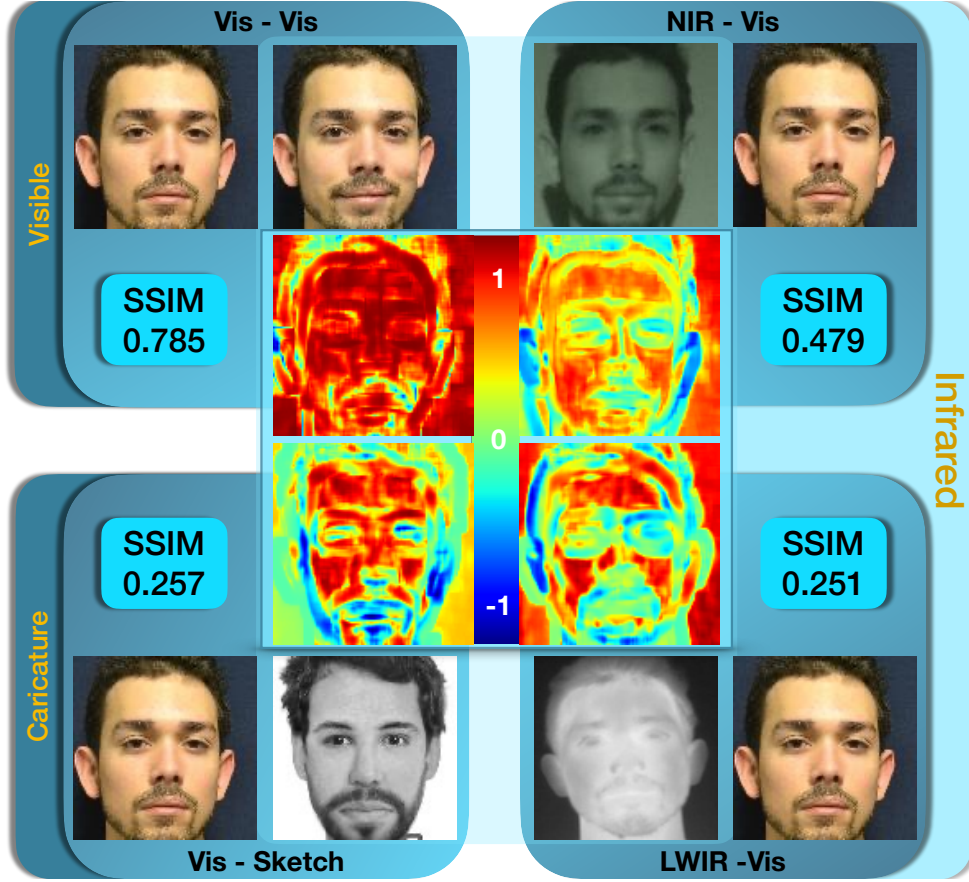 Vis - Vis
NIR - Vis
Visible
SSIM
0.785
1
SSIM
0.479
0
Infrared
Caricature
SSIM
0.257
-1
SSIM
0.251
Vis - Sketch
LWIR -Vis